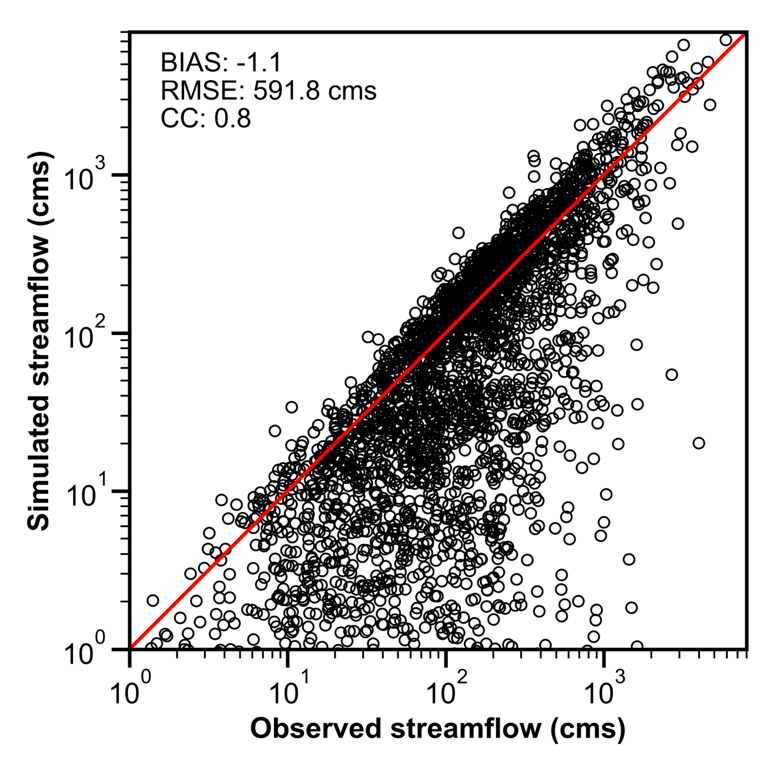 BIAS: -1.1
RMSE: 591.8 cms
CC: 0.8
Simulated streamflow (cms)
10³
10²
10¹
10⁰
10⁰ 10¹ 10² 10³
Observed streamflow (cms)